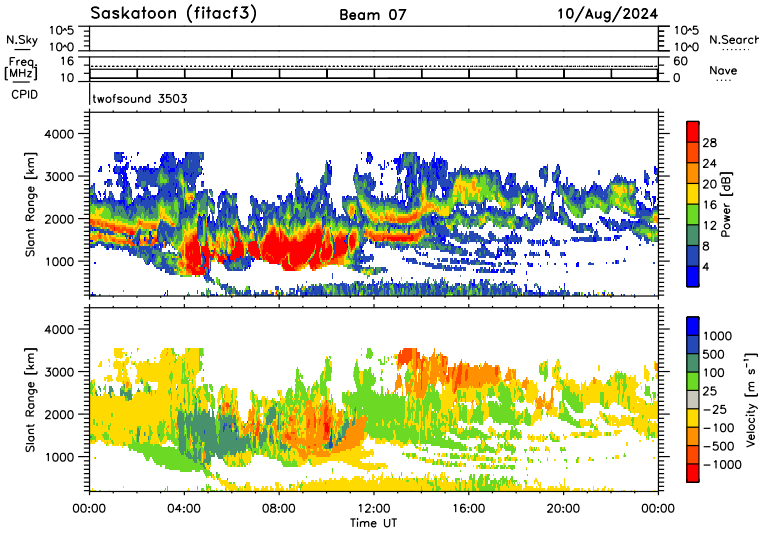 Saskatoon (fitacf3) Beam 07 10/Aug/2024
N.Sky 10^5 10^0 10^5 10^0 N.Search
Freq. [MHz] 16 10 60 0 Nave
CPID twofsound 3503
Slant Range [km] 4000 3000 2000 1000
28 24 20 16 12 8 4 Power [dB]
Slant Range [km] 4000 3000 2000 1000
1000 500 100 25 -25 -100 -500 -1000 Velocity [m s⁻¹]
00:00 04:00 08:00 12:00 16:00 20:00 00:00
Time UT